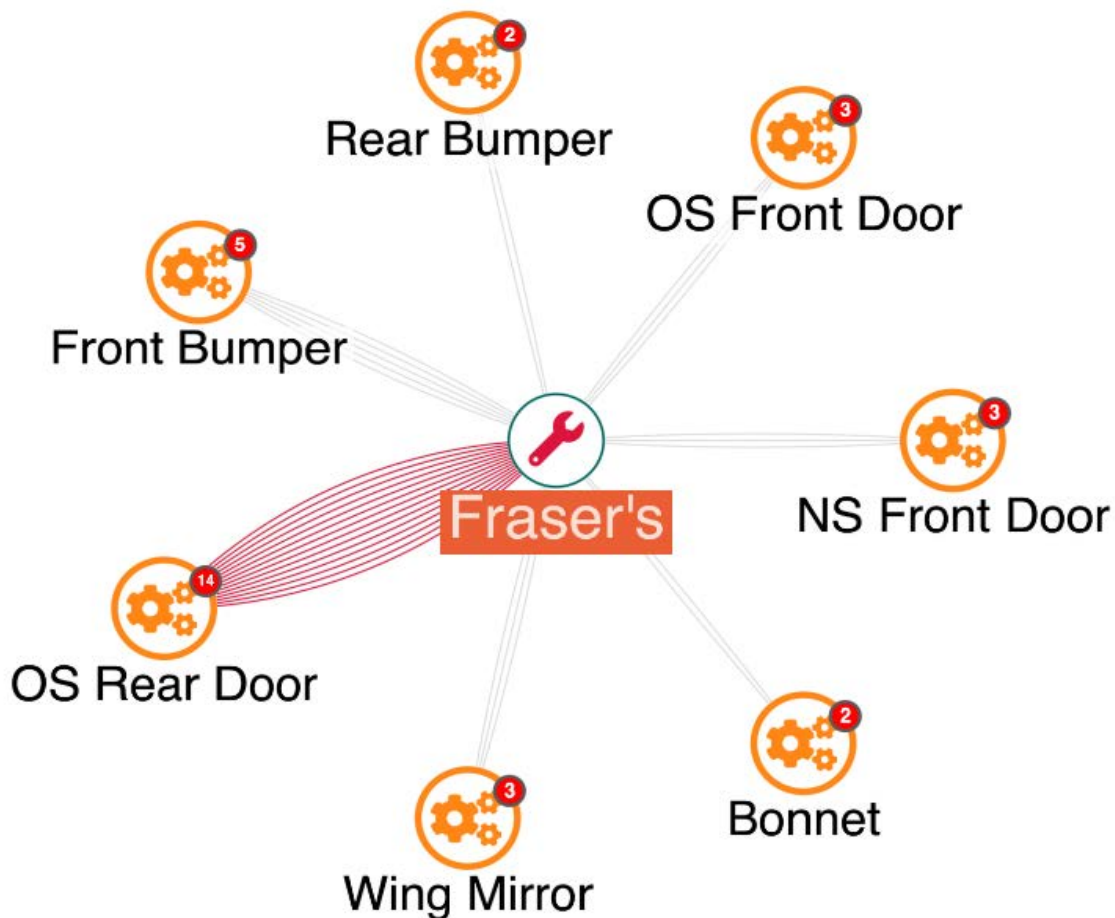 2
Rear Bumper
3
OS Front Door
5
Front Bumper
3
NS Front Door
Fraser's
14
OS Rear Door
2
Bonnet
3
Wing Mirror